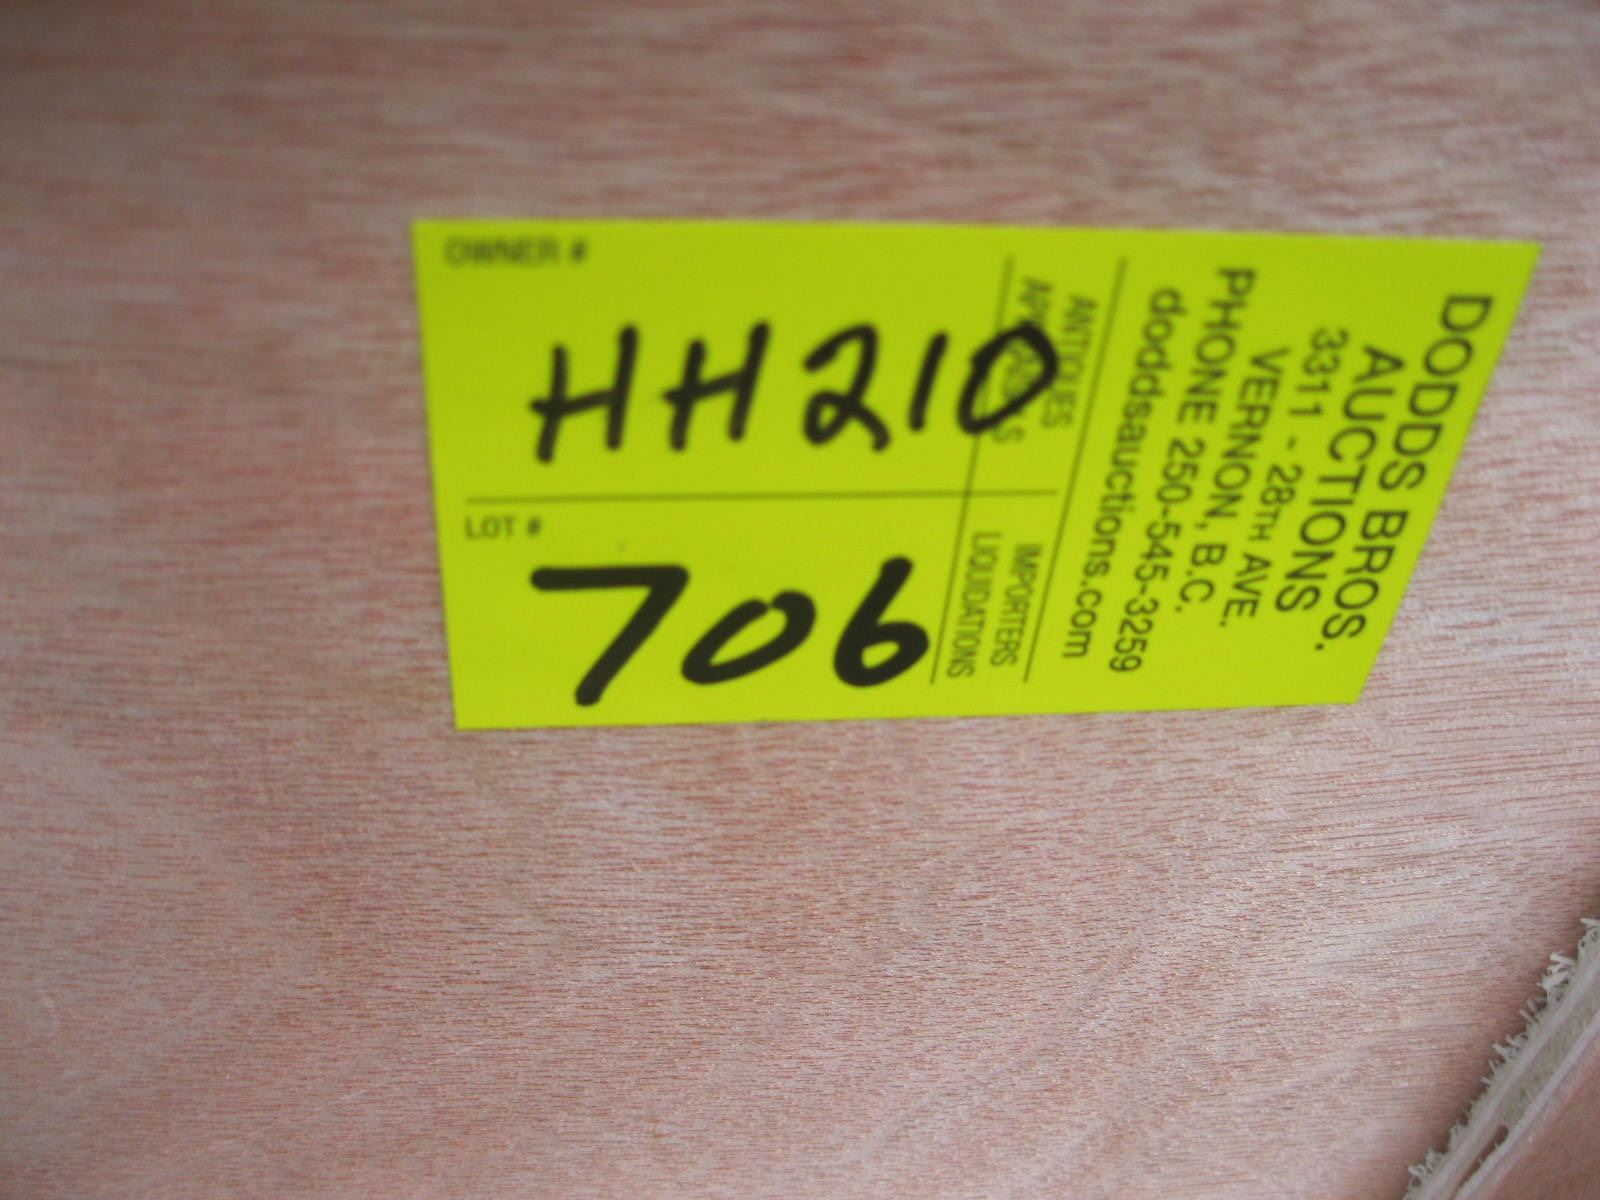 DODDS BROS.
AUCTIONS
3311 - 28TH AVE.
VERNON, B.C.
PHONE 250-545-3259
doddsauctions.com
ANTIQUES IMPORTERS
APPRAISALS LIQUIDATIONS
OWNER #
HH210
LOT #
706